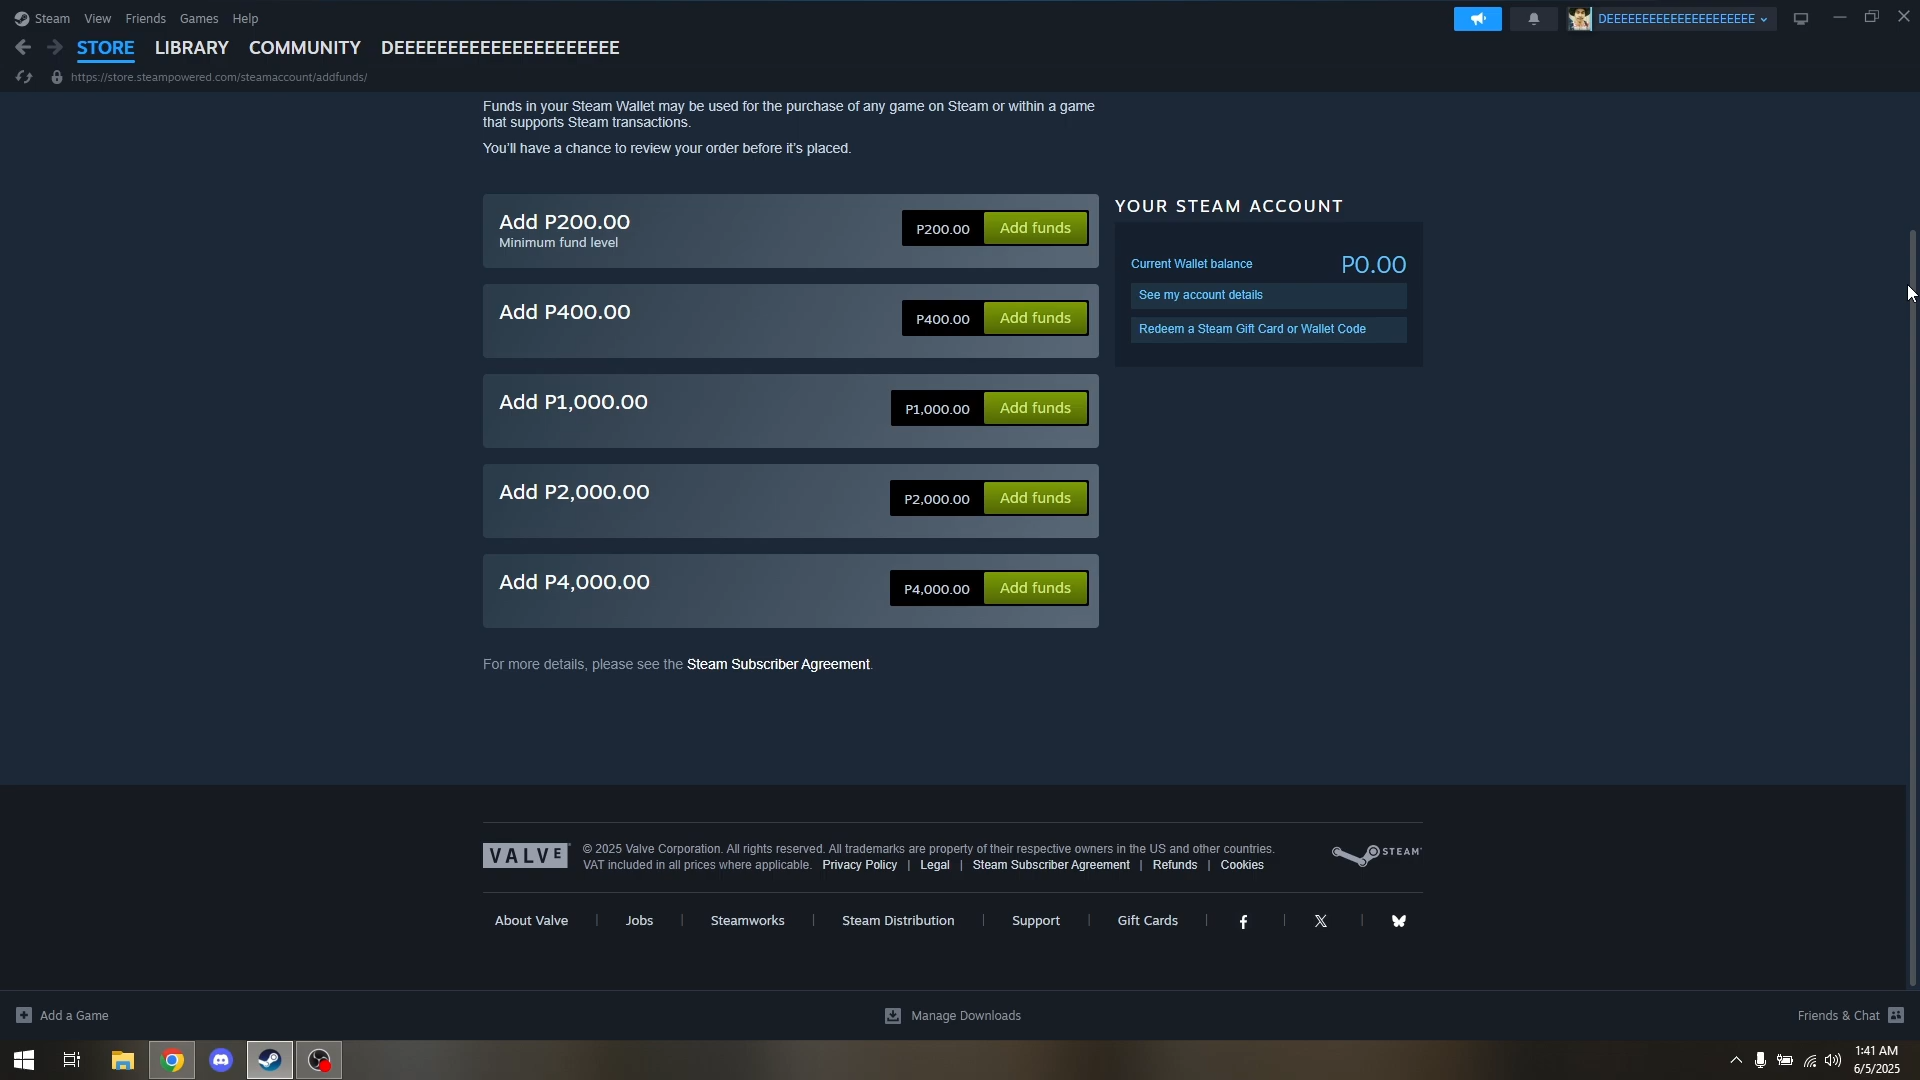 Steam View Friends Games Help
DEEEEEEEEEEEEEEEEEEEEE
STORE LIBRARY COMMUNITY DEEEEEEEEEEEEEEEEEEEEE
https://store.steampowered.com/steamaccount/addfunds/
Funds in your Steam Wallet may be used for the purchase of any game on Steam or within a game
that supports Steam transactions.
You'll have a chance to review your order before it's placed.
Add P200.00
Minimum fund level
P200.00 Add funds
Add P400.00
P400.00 Add funds
Add P1,000.00
P1,000.00 Add funds
Add P2,000.00
P2,000.00 Add funds
Add P4,000.00
P4,000.00 Add funds
For more details, please see the Steam Subscriber Agreement.
YOUR STEAM ACCOUNT
Current Wallet balance P0.00
See my account details
Redeem a Steam Gift Card or Wallet Code
VALVE © 2025 Valve Corporation. All rights reserved. All trademarks are property of their respective owners in the US and other countries.
VAT included in all prices where applicable. Privacy Policy | Legal | Steam Subscriber Agreement | Refunds | Cookies
STEAM
About Valve | Jobs | Steamworks | Steam Distribution | Support | Gift Cards | | |
Add a Game Manage Downloads Friends & Chat
1:41 AM
6/5/2025